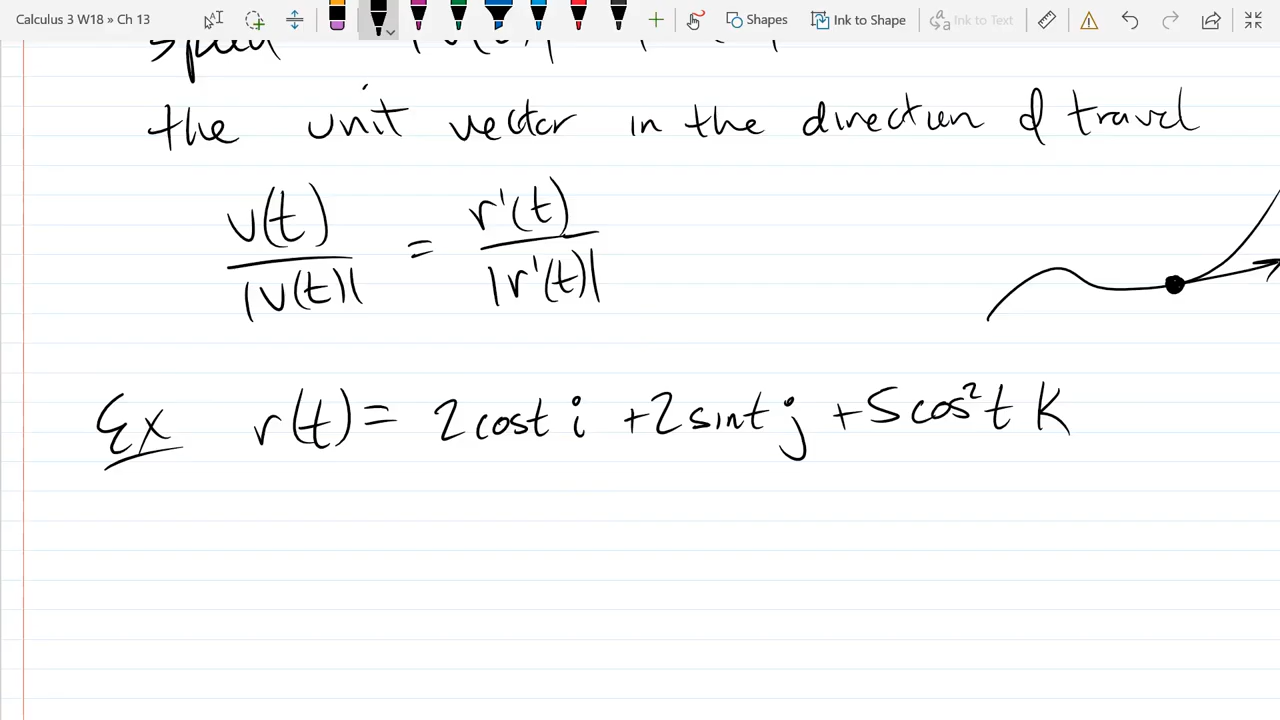 Calculus 3 W18 » Ch 13
Shapes
Ink to Shape
Ink to Text
speed
the unit vector in the direction of travel
v(t)/|v(t)| = r'(t)/|r'(t)|
Ex r(t) = 2cost i + 2sint j + 5cos²t K